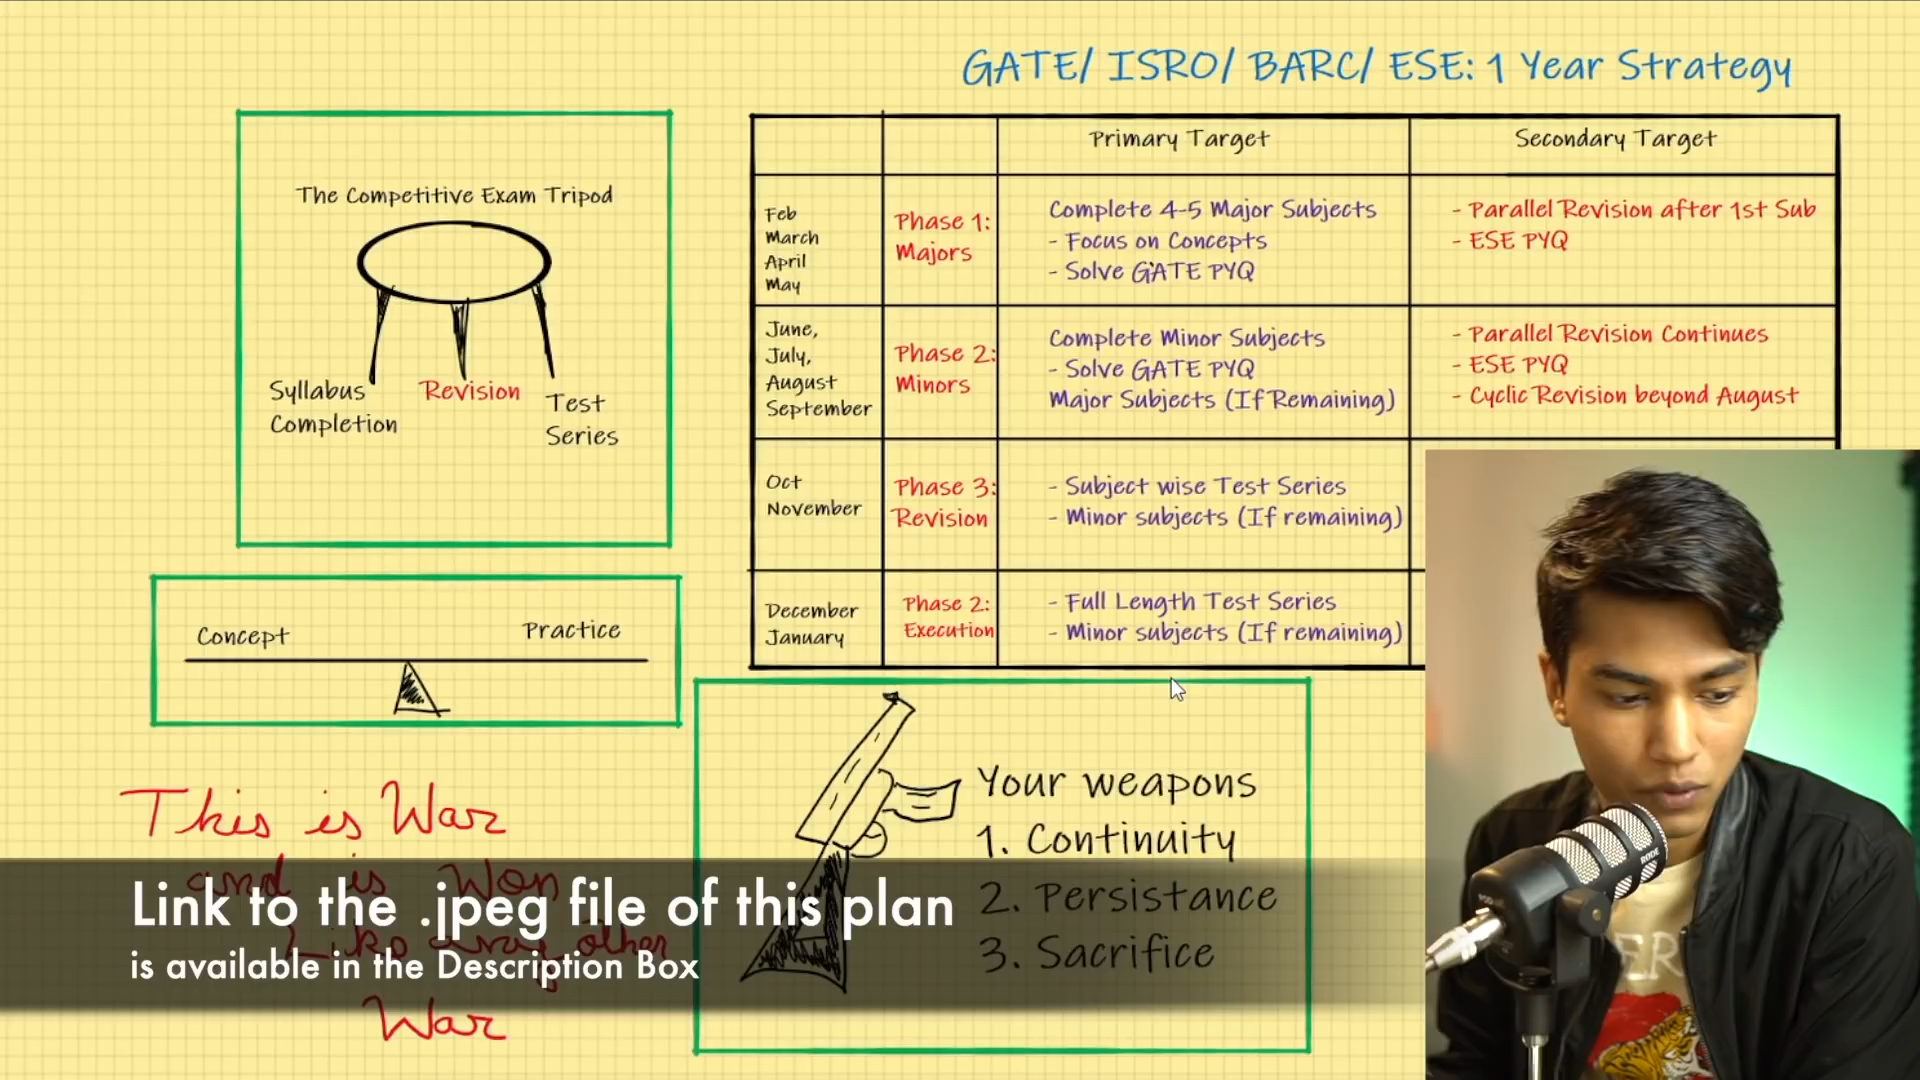 GATE/ ISRO/ BARC/ ESE: 1 Year Strategy
The Competitive Exam Tripod
Syllabus
Completion
Revision
Test
Series
Concept
Practice
Primary Target
Secondary Target
Feb
March
April
May
Phase 1:
Majors
Complete 4-5 Major Subjects
- Focus on Concepts
- Solve GATE PYQ
- Parallel Revision after 1st Sub
- ESE PYQ
June,
July,
August
September
Phase 2:
Minors
Complete Minor Subjects
- Solve GATE PYQ
Major Subjects (If Remaining)
- Parallel Revision Continues
- ESE PYQ
- Cyclic Revision beyond August
Oct
November
Phase 3:
Revision
- Subject wise Test Series
- Minor subjects (If remaining)
December
January
Phase 2:
Execution
- Full Length Test Series
- Minor subjects (If remaining)
This is War
and is Won
Like other
War
Your weapons
1. Continuity
2. Persistance
3. Sacrifice
Link to the .jpeg file of this plan
is available in the Description Box
RODE